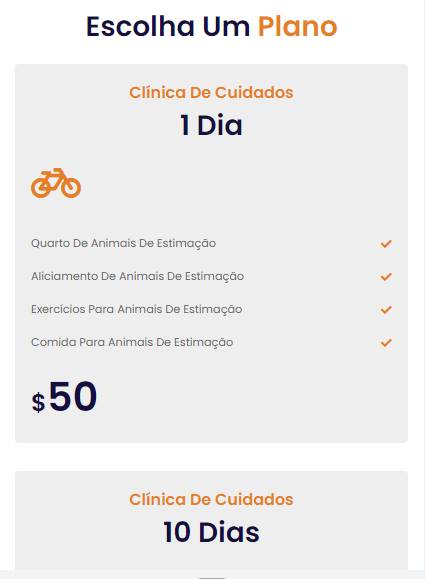 Escolha Um Plano
Clínica De Cuidados
1 Dia
Quarto De Animais De Estimação
Aliciamento De Animais De Estimação
Exercícios Para Animais De Estimação
Comida Para Animais De Estimação
$50
Clínica De Cuidados
10 Dias